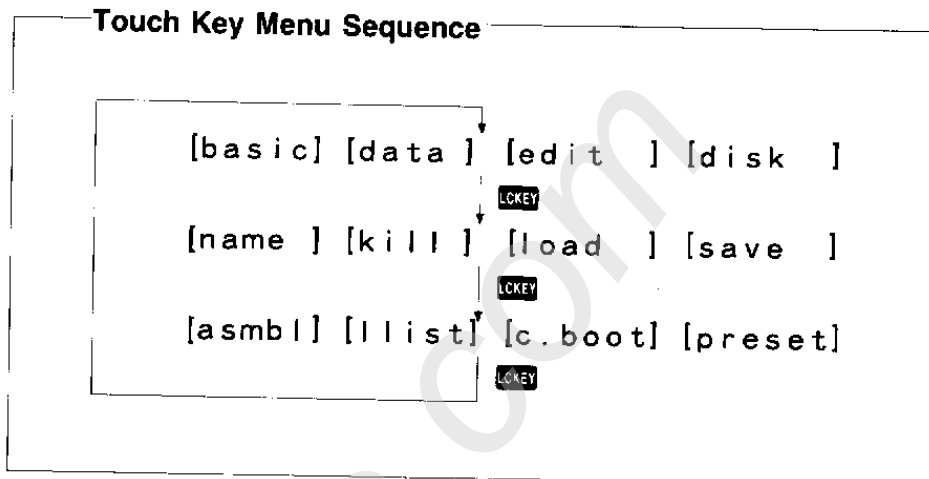 Touch Key Menu Sequence
[basic] [data ] [edit ] [disk ]
LCKEY
[name ] [kill ] [load ] [save ]
LCKEY
[asmbl] [llist] [c.boot] [preset]
LCKEY
com